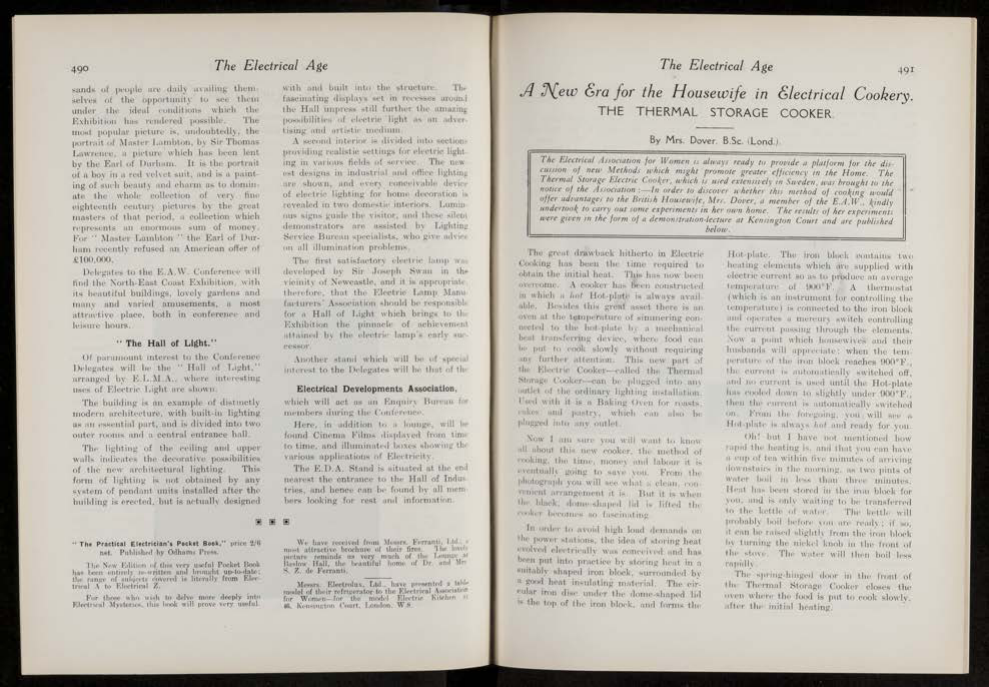 490
The Electrical Age
sands of people are daily availing them-
selves of the opportunity to see them
under the ideal conditions which the
Exhibition has rendered possible. The
most popular picture is, undoubtedly, the
portrait of Master Lambton, by Sir Thomas
Lawrence, a picture which has been lent
by the Earl of Durham. It is the portrait
of a boy in a red velvet suit, and is a paint-
ing of such beauty and charm as to domin-
ate the whole collection of very fine
eighteenth century pictures by the great
masters of that period, a collection which
represents an enormous sum of money.
For " Master Lambton " the Earl of Dur-
ham recently refused an American offer of
£100,000.
Delegates to the E.A.W. Conference will
find the North-East Coast Exhibition, with
its beautiful buildings, lovely gardens and
many and varied amusements, a most
attractive place, both in conference and
leisure hours.
" The Hall of Light."
Of paramount interest to the Conference
Delegates will be the " Hall of Light,"
arranged by E.L.M.A., where interesting
uses of Electric Light are shown.
The building is an example of distinctly
modern architecture, with built-in lighting
as an essential part, and is divided into two
outer rooms and a central entrance hall.
The lighting of the ceiling and upper
walls indicates the decorative possibilities
of the new architectural lighting. This
form of lighting is not obtained by any
system of pendant units installed after the
building is erected, but is actually designed
with and built into the structure. The
fascinating displays set in recesses around
the Hall impress still further the amazing
possibilities of electric light as an adver-
tising and artistic medium.
A second interior is divided into sections
providing realistic settings for electric light-
ing in various fields of service. The new-
est designs in industrial and office lighting
are shown, and every conceivable device
of electric lighting for home decoration is
revealed in two domestic interiors. Lumin-
ous signs guide the visitor, and these silent
demonstrators are assisted by Lighting
Service Bureau specialists, who give advice
on all illumination problems.
The first satisfactory electric lamp was
developed by Sir Joseph Swan in the
vicinity of Newcastle, and it is appropriate,
therefore, that the Electric Lamp Manu-
facturers' Association should be responsible
for a Hall of Light which brings to the
Exhibition the pinnacle of achievement
attained by the electric lamp's early suc-
cessor.
Another stand which will be of special
interest to the Delegates will be that of the
Electrical Developments Association,
which will act as an Enquiry Bureau for
members during the Conference.
Here, in addition to a lounge, will be
found Cinema Films displayed from time
to time, and illuminated boxes showing the
various applications of Electricity.
The E.D.A. Stand is situated at the end
nearest the entrance to the Hall of Indus-
tries, and hence can be found by all mem-
bers looking for rest and information.
" The Practical Electrician's Pocket Book," price 2/6
net. Published by Odhams Press.
The New Edition of this very useful Pocket Book
has been entirely re-written and brought up-to-date;
the range of subjects covered is literally from Elec-
trical A to Electrical Z.
For those who wish to delve more deeply into
Electrical Mysteries, this book will prove very useful.
We have received from Messrs. Ferranti, Ltd., a
most attractive brochure of their fires. The
picture reminds us very much of the Lounge at
Baslow Hall, the beautiful home of Dr. and Mrs.
S. Z. de Ferranti.
Messrs. Electrolux, Ltd., have presented a table
model of their refrigerator to the Electrical Association
for Women—for the model Electric Kitchen at
46, Kensington Court, London, W.8.
The Electrical Age
491
A New Era for the Housewife in Electrical Cookery.
THE THERMAL STORAGE COOKER.
By Mrs. Dover, B.Sc. (Lond.).
The Electrical Association for Women is always ready to provide a platform for the dis-
cussion of new Methods which might promote greater efficiency in the Home. The
Thermal Storage Electric Cooker, which is used extensively in Sweden, was brought to the
notice of the Association :—In order to discover whether this method of cooking would
offer advantages to the British Housewife, Mrs. Dover, a member of the E.A.W., kindly
undertook to carry out some experiments in her own home. The results of her experiments
were given in the form of a demonstration-lecture at Kensington Court and are published
below.
The great drawback hitherto in Electric
Cooking has been the time required to
obtain the initial heat. This has now been
overcome. A cooker has been constructed
in which a hot Hot-plate is always avail-
able. Besides this great asset there is an
oven at the temperature of simmering con-
nected to the hot-plate by a mechanical
heat transferring device, where food can
be put to cook slowly without requiring
any further attention. This new part of
the Electric Cooker—called the Thermal
Storage Cooker—can be plugged into any
outlet of the ordinary lighting installation.
Used with it is a Baking Oven for roasts,
cakes and pastry, which can also be
plugged into any outlet.
Now I am sure you will want to know
all about this new cooker, the method of
cooking, the time, money and labour it is
eventually going to save you. From the
photograph you will see what a clean, con-
venient arrangement it is. But it is when
the black, dome-shaped lid is lifted the
cooker becomes so fascinating.
In order to avoid high load demands on
the power stations, the idea of storing heat
evolved electrically was conceived and has
been put into practice by storing heat in a
suitably shaped iron block, surrounded by
a good heat insulating material. The cir-
cular iron disc under the dome-shaped lid
is the top of the iron block, and forms the
Hot-plate. The iron block contains two
heating elements which are supplied with
electric current so as to produce an average
temperature of 900°F. A thermostat
(which is an instrument for controlling the
temperature) is connected to the iron block
and operates a mercury switch controlling
the current passing through the elements.
Now a point which housewives and their
husbands will appreciate: when the tem-
perature of the iron block reaches 900°F.
the current is automatically switched off,
and no current is used until the Hot-plate
has cooled down to slightly under 900°F.,
then the current is automatically switched
on. From the foregoing, you will see a
Hot-plate is always hot and ready for you.
Oh! but I have not mentioned how
rapid the heating is, and that you can have
a cup of tea within five minutes of arriving
downstairs in the morning, as two pints of
water boil in less than three minutes.
Heat has been stored in the iron block for
you, and is only waiting to be transferred
to the kettle of water. The kettle will
probably boil before you are ready; if so,
it can be raised slightly from the iron block
by turning the nickel knob in the front of
the stove. The water will then boil less
rapidly.
The spring-hinged door in the front of
the Thermal Storage Cooker closes the
oven where the food is put to cook slowly,
after the initial heating.